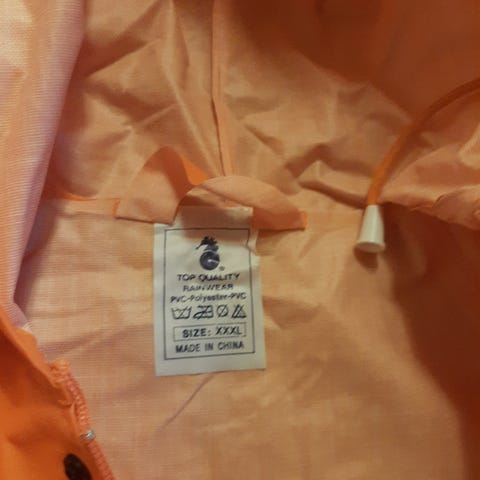 ®
TOP QUALITY
RAINWEAR
PVC-Polyester-PVC
SIZE: XXXL
MADE IN CHINA